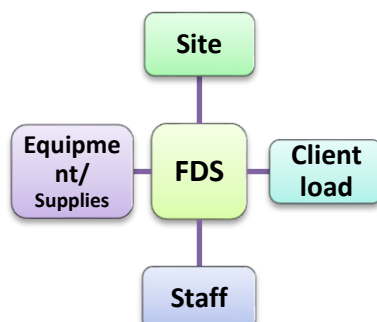 Site
Equipme
nt/
Supplies
FDS
Client
load
Staff